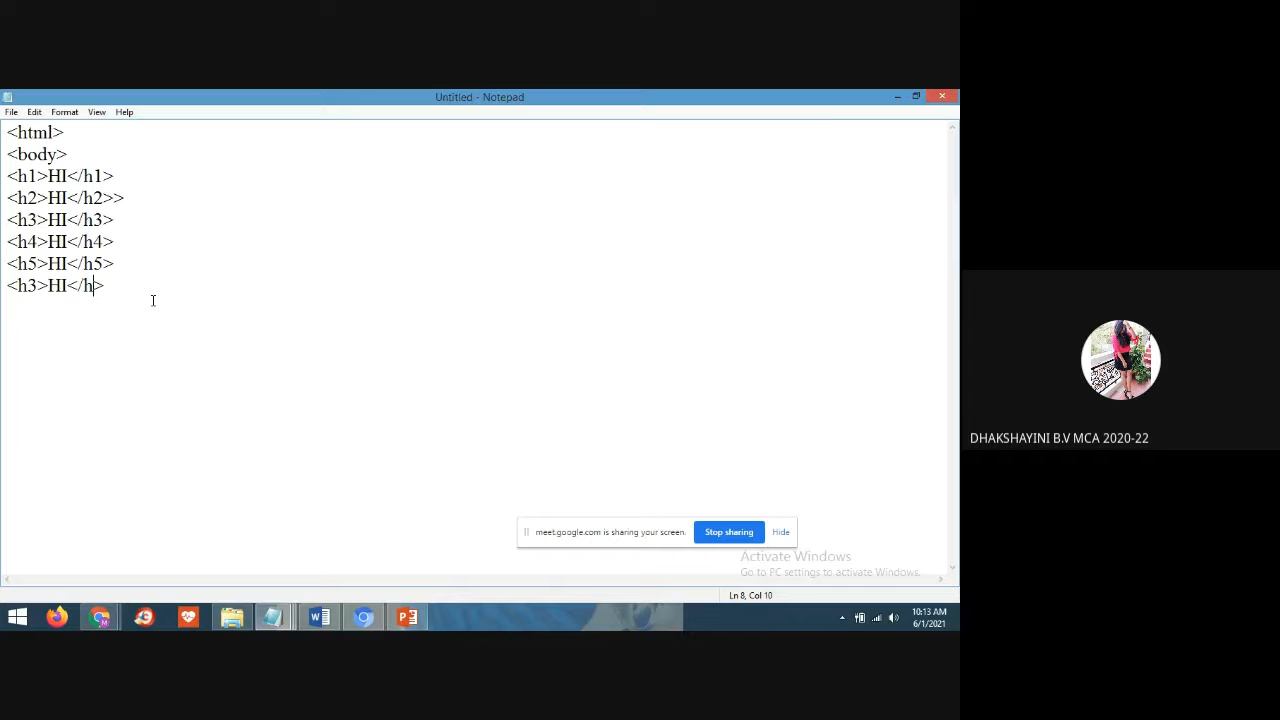 Untitled - Notepad
File Edit Format View Help
<html>
<body>
<h1>HI</h1>
<h2>HI</h2>>
<h3>HI</h3>
<h4>HI</h4>
<h5>HI</h5>
<h3>HI</h>
DHAKSHAYINI B.V MCA 2020-22
meet.google.com is sharing your screen. Stop sharing Hide
Activate Windows
Go to PC settings to activate Windows.
Ln 8, Col 10
10:13 AM
6/1/2021